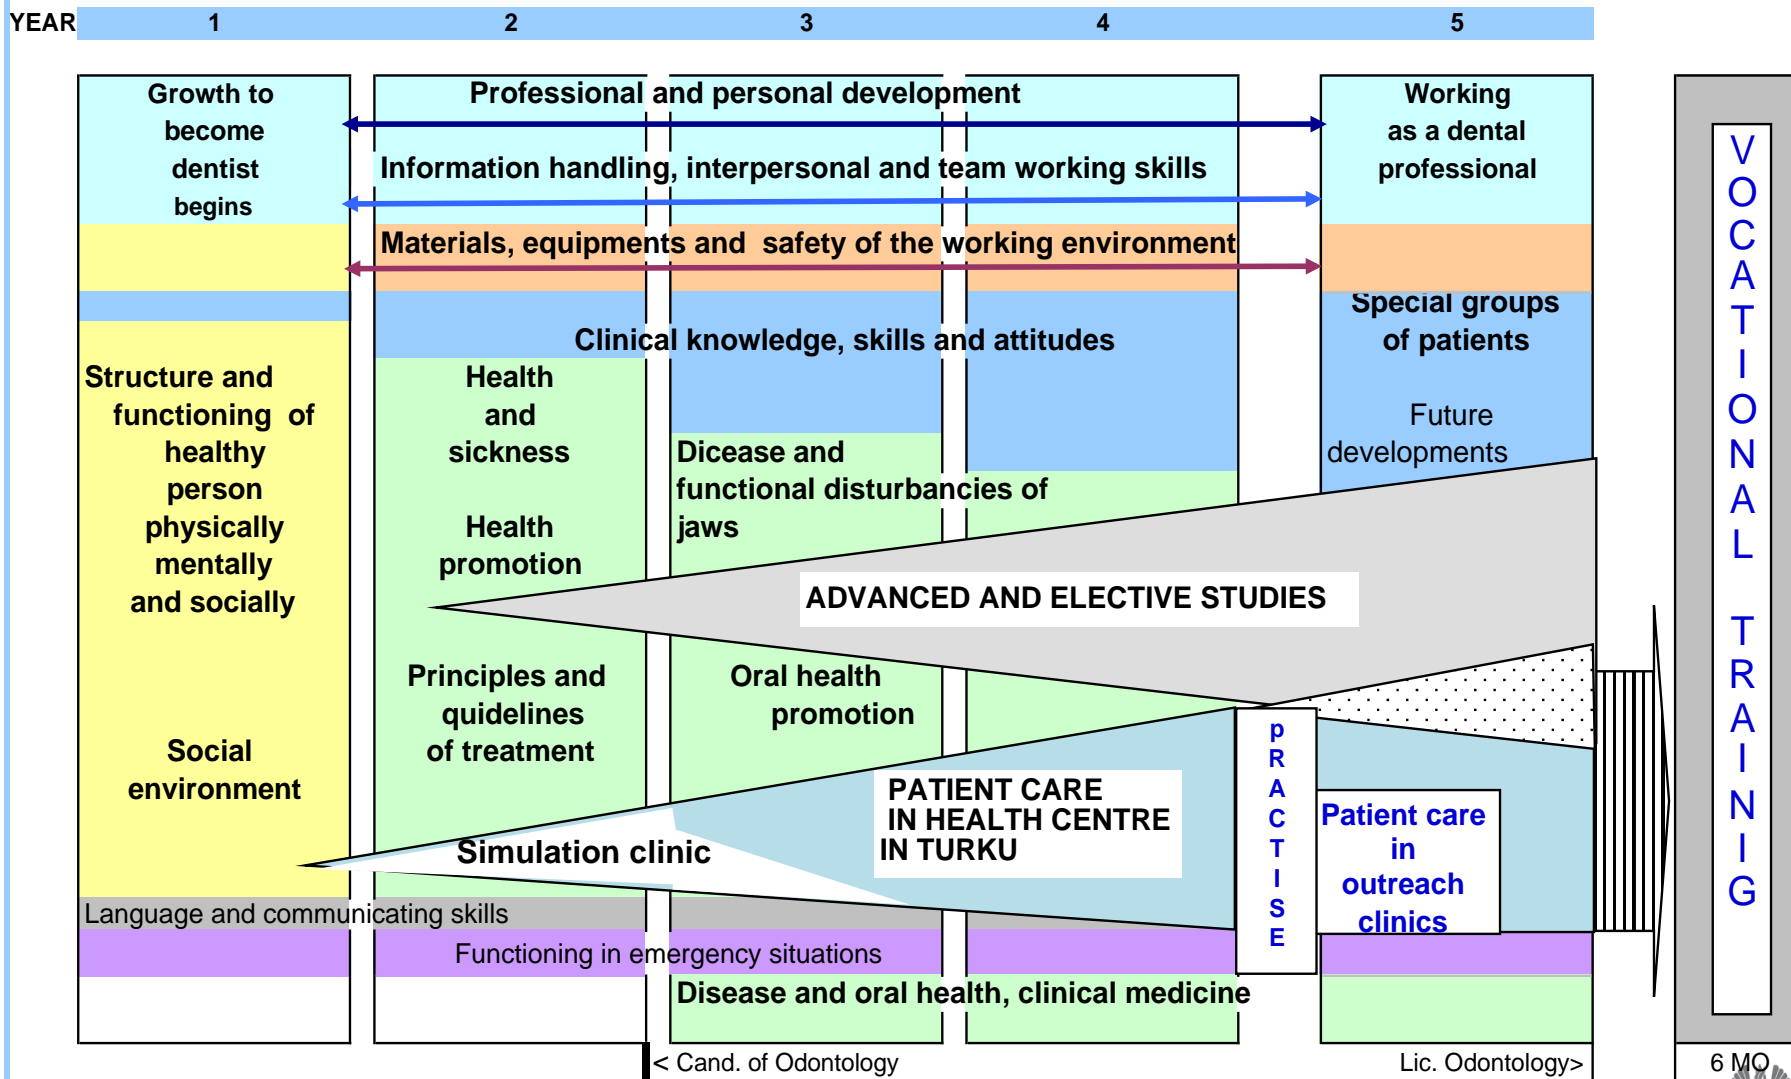 YEAR 1 2 3 4 5
Growth to
become
dentist
begins
Professional and personal development
Information handling, interpersonal and team working skills
Materials, equipments and safety of the working environment
Clinical knowledge, skills and attitudes
Working
as a dental
professional
Special groups
of patients
Future
developments
Structure and
functioning of
healthy
person
physically
mentally
and socially
Social
environment
Health
and
sickness
Health
promotion
Principles and
quidelines
of treatment
Dicease and
functional disturbancies of
jaws
Oral health
promotion
ADVANCED AND ELECTIVE STUDIES
Simulation clinic
PATIENT CARE
IN HEALTH CENTRE
IN TURKU
pRACTISE
Patient care
in
outreach
clinics
Language and communicating skills
Functioning in emergency situations
Disease and oral health, clinical medicine
< Cand. of Odontology
Lic. Odontology>
VOCATIONAL TRAINIG
6 MO